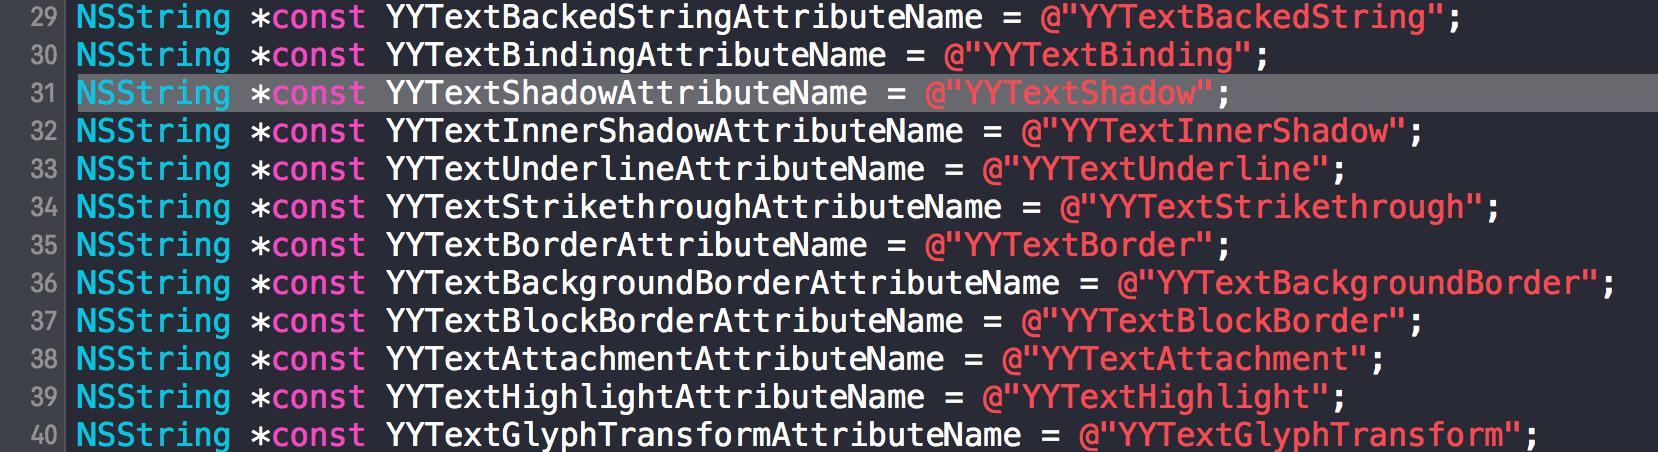 29 NSString *const YYTextBackedStringAttributeName = @"YYTextBackedString";
30 NSString *const YYTextBindingAttributeName = @"YYTextBinding";
31 NSString *const YYTextShadowAttributeName = @"YYTextShadow";
32 NSString *const YYTextInnerShadowAttributeName = @"YYTextInnerShadow";
33 NSString *const YYTextUnderlineAttributeName = @"YYTextUnderline";
34 NSString *const YYTextStrikethroughAttributeName = @"YYTextStrikethrough";
35 NSString *const YYTextBorderAttributeName = @"YYTextBorder";
36 NSString *const YYTextBackgroundBorderAttributeName = @"YYTextBackgroundBorder";
37 NSString *const YYTextBlockBorderAttributeName = @"YYTextBlockBorder";
38 NSString *const YYTextAttachmentAttributeName = @"YYTextAttachment";
39 NSString *const YYTextHighlightAttributeName = @"YYTextHighlight";
40 NSString *const YYTextGlyphTransformAttributeName = @"YYTextGlyphTransform";